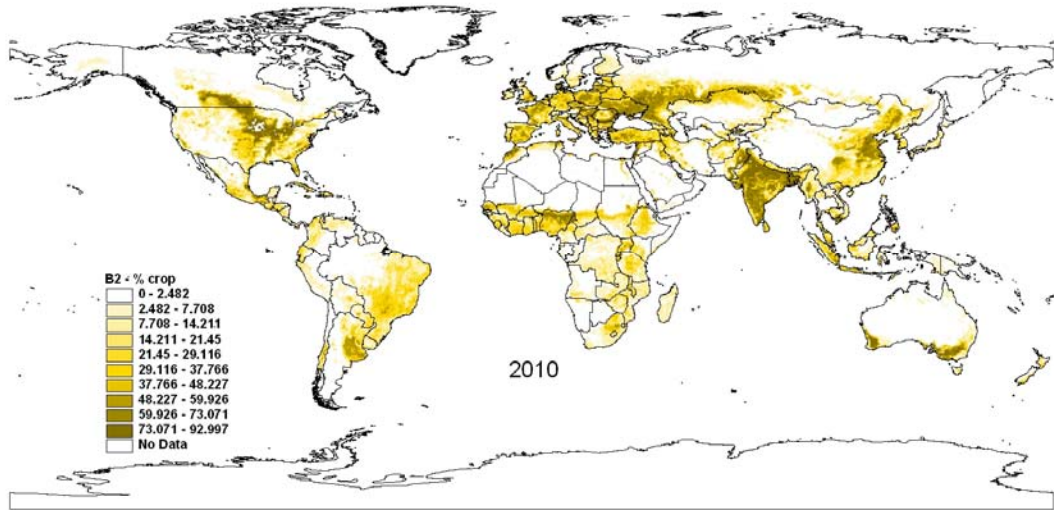 B2 - % crop
0 - 2.482
2.482 - 7.708
7.708 - 14.211
14.211 - 21.45
21.45 - 29.116
29.116 - 37.766
37.766 - 48.227
48.227 - 59.926
59.926 - 73.071
73.071 - 92.997
No Data
2010